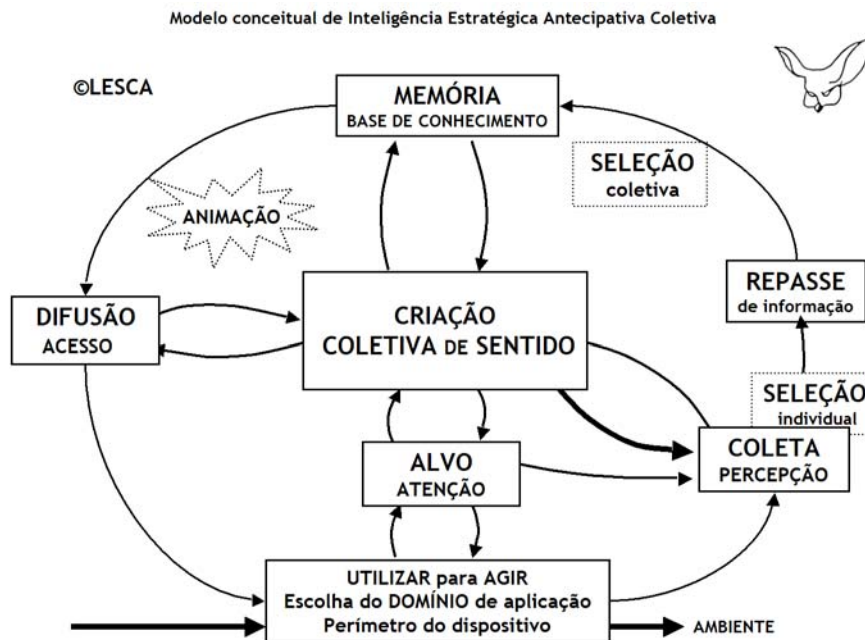 Modelo conceitual de Inteligência Estratégica Antecipativa Coletiva
©LESCA
MEMÓRIA
BASE DE CONHECIMENTO
SELEÇÃO
coletiva
ANIMAÇÃO
REPASSE
de informação
DIFUSÃO
ACESSO
CRIAÇÃO
COLETIVA DE SENTIDO
SELEÇÃO
individual
ALVO
ATENÇÃO
COLETA
PERCEPÇÃO
UTILIZAR para AGIR
Escolha do DOMÍNIO de aplicação
Perímetro do dispositivo
AMBIENTE